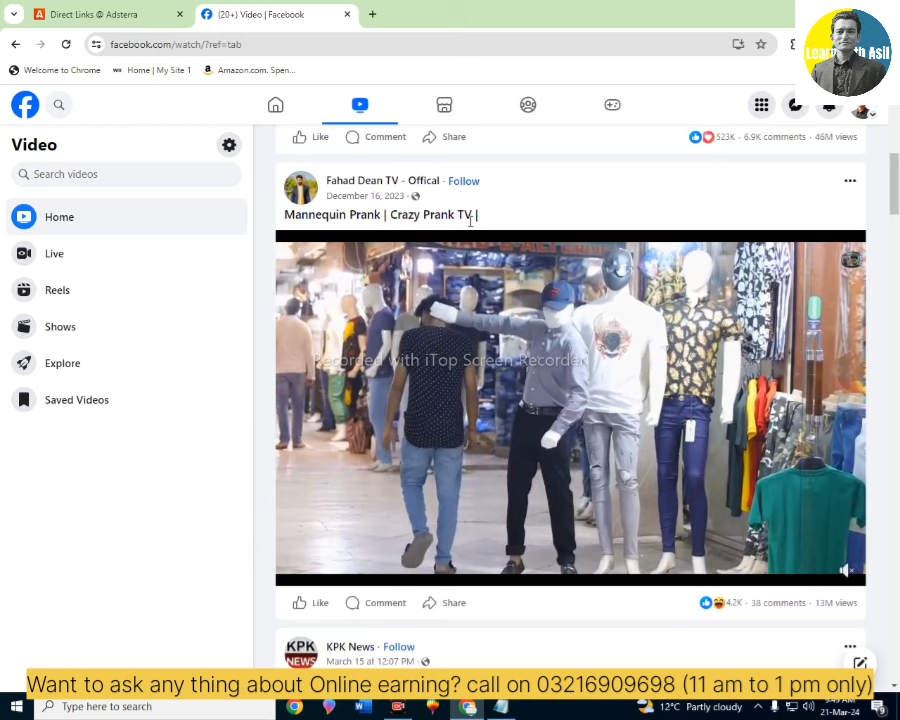 Direct Links @ Adsterra
(20+) Video | Facebook
facebook.com/watch/?ref=tab
Welcome to Chrome
Home | My Site 1
Amazon.com. Spen...
Learn with Asil
Video
Search videos
Home
Live
Reels
Shows
Explore
Saved Videos
Like
Comment
Share
523K · 6.9K comments · 46M views
Fahad Dean TV - Offical · Follow
December 16, 2023 ·
Mannequin Prank | Crazy Prank TV |
Recorded with iTop Screen Recorder
Like
Comment
Share
4.2K · 38 comments · 13M views
KPK NEWS
KPK News · Follow
March 15 at 12:07 PM ·
Want to ask any thing about Online earning? call on 03216909698 (11 am to 1 pm only)
Type here to search
12°C Partly cloudy
21-Mar-24